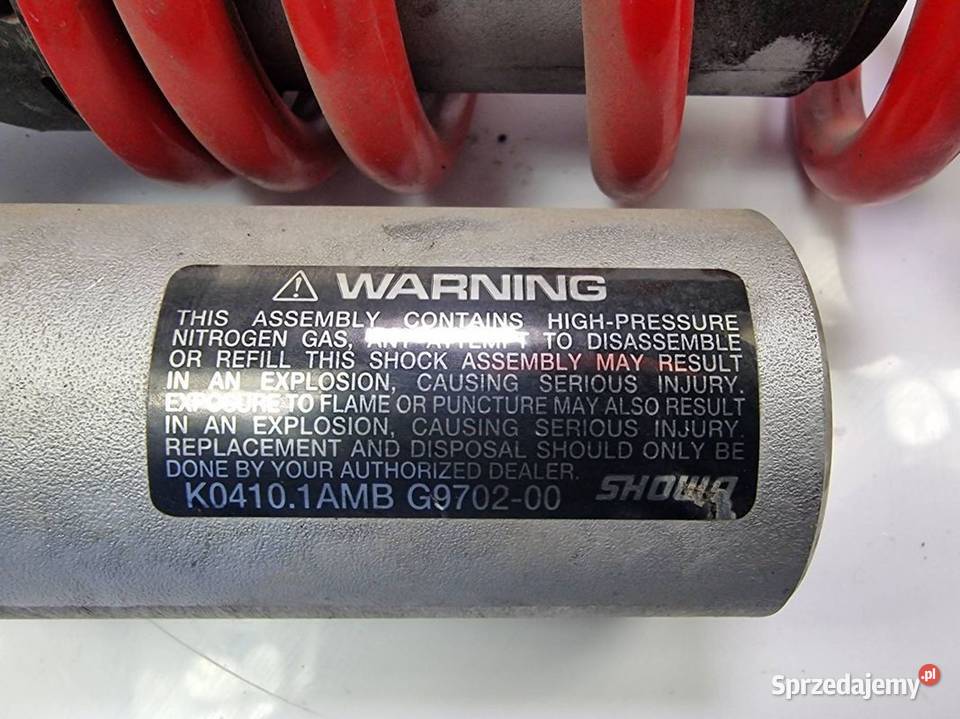 WARNING
THIS ASSEMBLY CONTAINS HIGH-PRESSURE
NITROGEN GAS, ANY ATTEMPT TO DISASSEMBLE
OR REFILL THIS SHOCK ASSEMBLY MAY RESULT
IN AN EXPLOSION, CAUSING SERIOUS INJURY.
EXPOSURE TO FLAME OR PUNCTURE MAY ALSO RESULT
IN AN EXPLOSION, CAUSING SERIOUS INJURY.
REPLACEMENT AND DISPOSAL SHOULD ONLY BE
DONE BY YOUR AUTHORIZED DEALER.
K0410.1AMB G9702-00 SHOWA
Sprzedajemy.pl